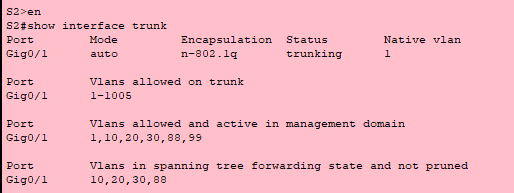 S2>en
S2#show interface trunk
Port Mode Encapsulation Status Native vlan
Gig0/1 auto n-802.1q trunking 1
Port Vlans allowed on trunk
Gig0/1 1-1005
Port Vlans allowed and active in management domain
Gig0/1 1,10,20,30,88,99
Port Vlans in spanning tree forwarding state and not pruned
Gig0/1 10,20,30,88